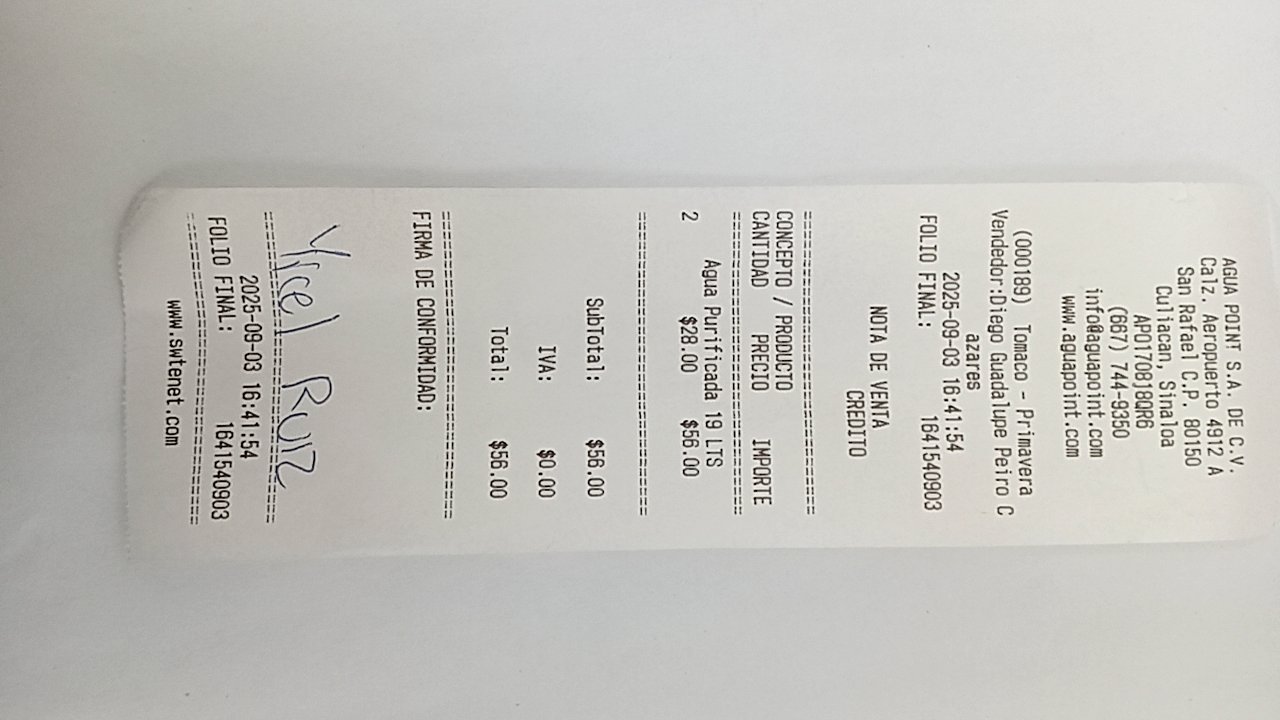 AGUA POINT S.A. DE C.V.
Calz. Aeropuerto 4912 A
San Rafael C.P. 80150
Culiacan, Sinaloa
APO170818QR6
(667) 744-9350
info@aguapoint.com
www.aguapoint.com
(000189) Tomaco - Primavera
Vendedor:Diego Guadalupe Peiro C
azares
2025-09-03 16:41:54
FOLIO FINAL: 1641540903
NOTA DE VENTA
CREDITO
================================
CONCEPTO / PRODUCTO
CANTIDAD PRECIO IMPORTE
================================
Agua Purificada 19 LTS
2 $28.00 $56.00
================================
SubTotal: $56.00
IVA: $0.00
Total: $56.00
================================
FIRMA DE CONFORMIDAD:
Yicel Ruiz
================================
2025-09-03 16:41:54
FOLIO FINAL: 1641540903
================================
www.swtenet.com